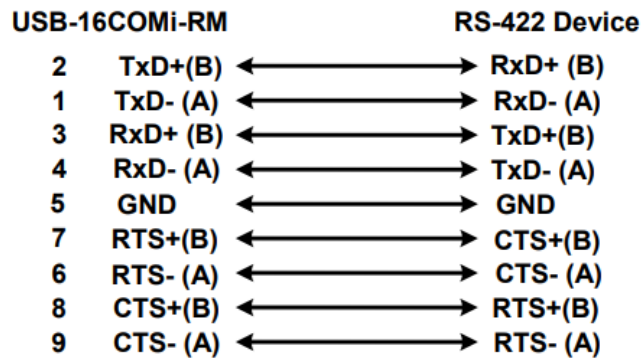 USB-16COMi-RM RS-422 Device
2 TxD+(B) RxD+ (B)
1 TxD- (A) RxD- (A)
3 RxD+ (B) TxD+(B)
4 RxD- (A) TxD- (A)
5 GND GND
7 RTS+(B) CTS+(B)
6 RTS- (A) CTS- (A)
8 CTS+(B) RTS+(B)
9 CTS- (A) RTS- (A)